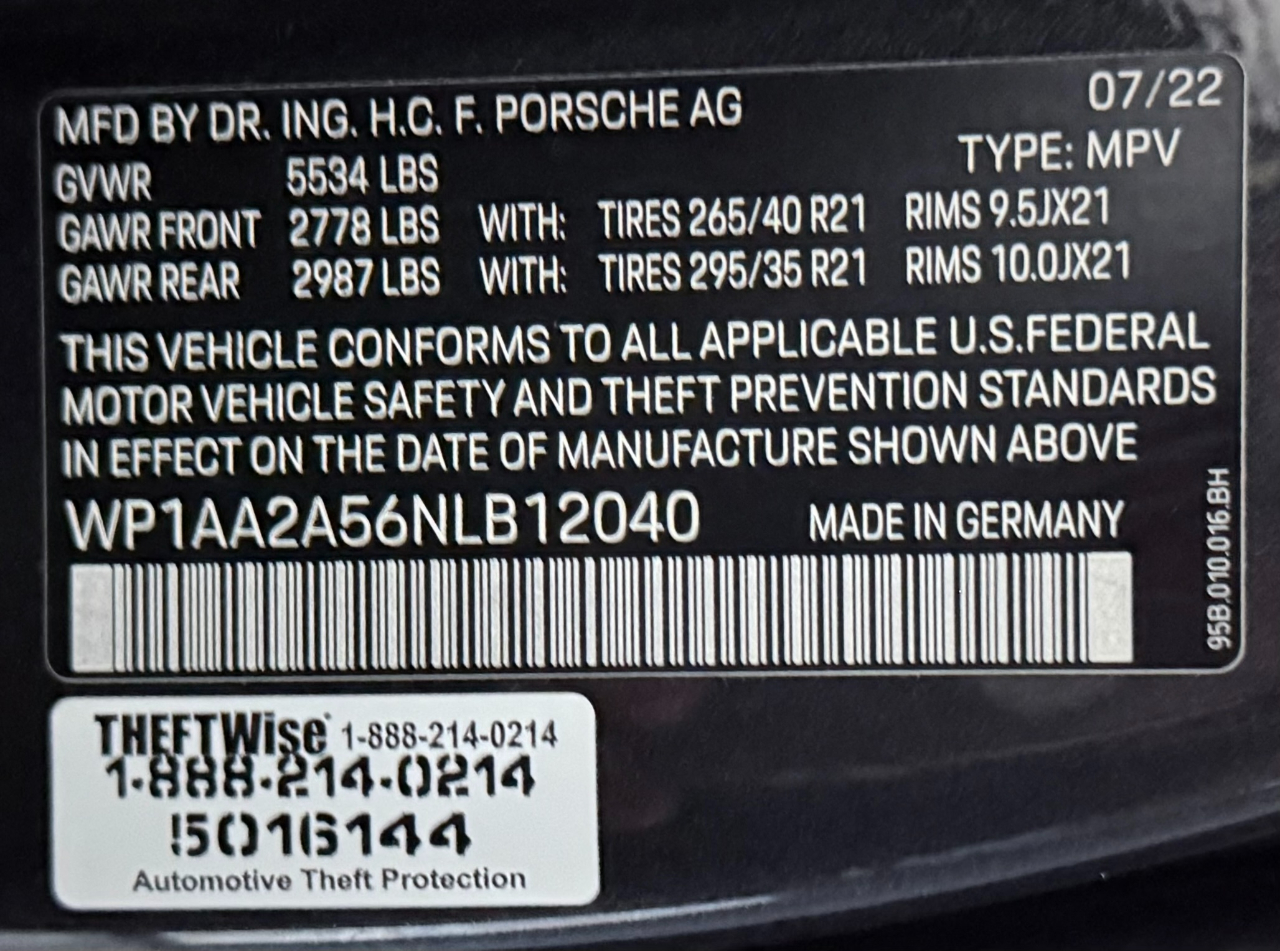 MFD BY DR. ING. H.C. F. PORSCHE AG 07/22
GVWR 5534 LBS TYPE: MPV
GAWR FRONT 2778 LBS WITH: TIRES 265/40 R21 RIMS 9.5JX21
GAWR REAR 2987 LBS WITH: TIRES 295/35 R21 RIMS 10.0JX21
THIS VEHICLE CONFORMS TO ALL APPLICABLE U.S.FEDERAL
MOTOR VEHICLE SAFETY AND THEFT PREVENTION STANDARDS
IN EFFECT ON THE DATE OF MANUFACTURE SHOWN ABOVE
WP1AA2A56NLB12040 MADE IN GERMANY
95B.010.016.BH
THEFTWise 1-888-214-0214
1-888-214-0214
5016144
Automotive Theft Protection